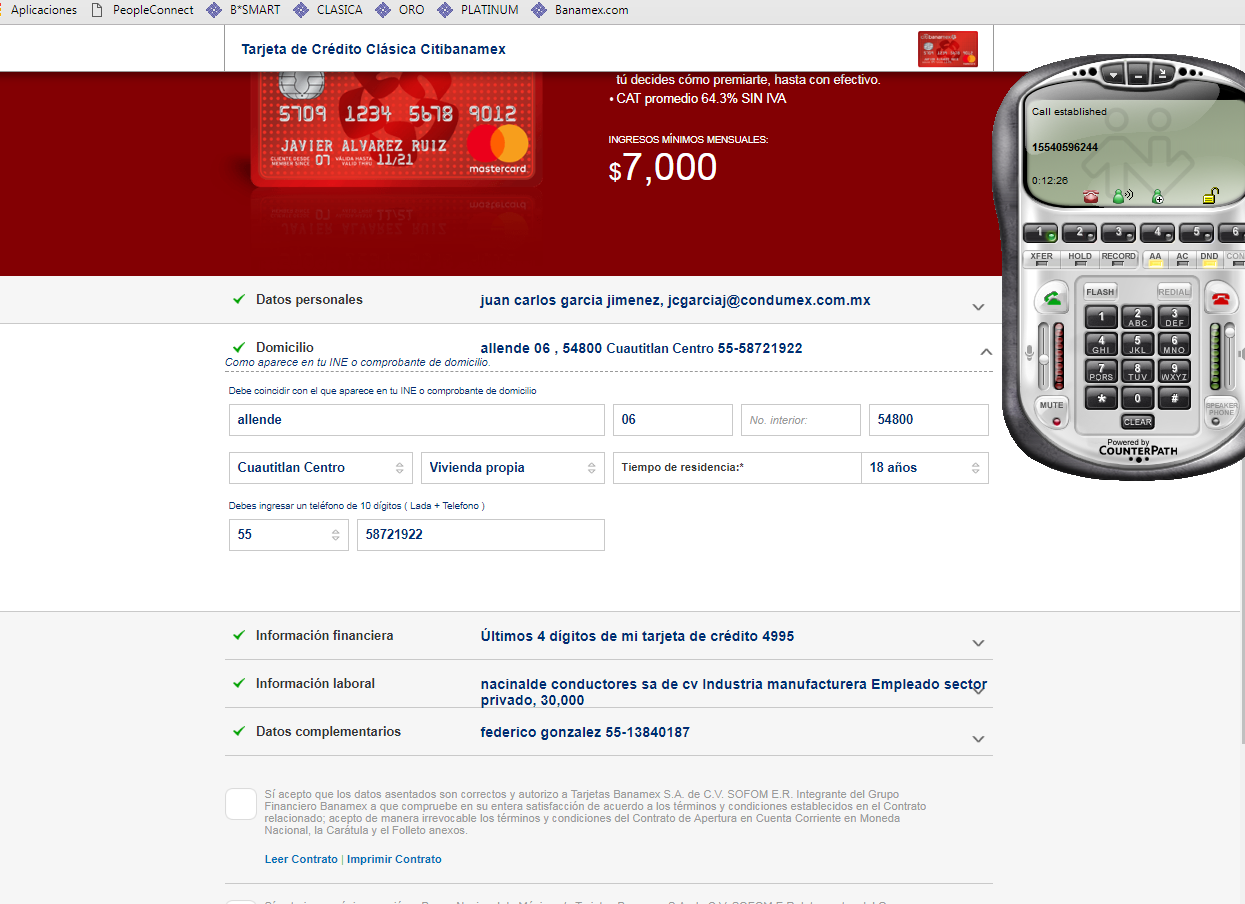 Aplicaciones PeopleConnect B*SMART CLASICA ORO PLATINUM Banamex.com
Tarjeta de Crédito Clásica Citibanamex
tú decides cómo premiarte, hasta con efectivo.
• CAT promedio 64.3% SIN IVA
INGRESOS MÍNIMOS MENSUALES:
$7,000
5709 1234 5678 9012
JAVIER ALVAREZ RUIZ
CLIENTE DESDE MEMBER SINCE 07 VÁLIDA HASTA VALID THRU 11/21
mastercard
Datos personales juan carlos garcia jimenez, jcgarciaj@condumex.com.mx
Domicilio allende 06 , 54800 Cuautitlan Centro 55-58721922
Como aparece en tu INE o comprobante de domicilio.
Debe coincidir con el que aparece en tu INE o comprobante de domicilio
allende 06 No. interior: 54800
Cuautitlan Centro Vivienda propia Tiempo de residencia:* 18 años
Debes ingresar un teléfono de 10 dígitos ( Lada + Telefono )
55 58721922
Información financiera Últimos 4 dígitos de mi tarjeta de crédito 4995
Información laboral nacinalde conductores sa de cv Industria manufacturera Empleado sector
privado, 30,000
Datos complementarios federico gonzalez 55-13840187
Sí acepto que los datos asentados son correctos y autorizo a Tarjetas Banamex S.A. de C.V. SOFOM E.R. Integrante del Grupo
Financiero Banamex a que compruebe en su entera satisfacción de acuerdo a los términos y condiciones establecidos en el Contrato
relacionado; acepto de manera irrevocable los términos y condiciones del Contrato de Apertura en Cuenta Corriente en Moneda
Nacional, la Carátula y el Folleto anexos.
Leer Contrato | Imprimir Contrato
Call established
15540596244
0:12:26
1 2 3 4 5 6
XFER HOLD RECORD AA AC DND CON
FLASH REDIAL
1 2 ABC 3 DEF
4 GHI 5 JKL 6 MNO
7 PQRS 8 TUV 9 WXYZ
* 0 #
MUTE CLEAR SPEAKER PHONE
Powered by
COUNTERPATH